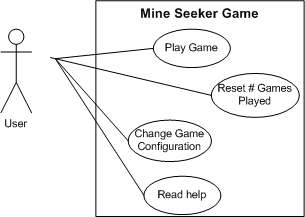 Mine Seeker Game
Play Game
Reset # Games
Played
User
Change Game
Configuration
Read help